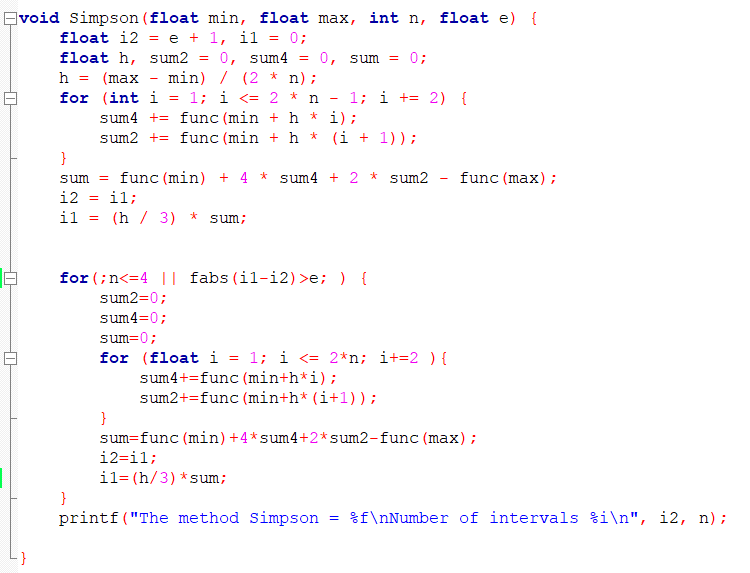 void Simpson(float min, float max, int n, float e) {
    float i2 = e + 1, i1 = 0;
    float h, sum2 = 0, sum4 = 0, sum = 0;
    h = (max - min) / (2 * n);
    for (int i = 1; i <= 2 * n - 1; i += 2) {
        sum4 += func(min + h * i);
        sum2 += func(min + h * (i + 1));
    }
    sum = func(min) + 4 * sum4 + 2 * sum2 - func(max);
    i2 = i1;
    i1 = (h / 3) * sum;
    for(;n<=4 || fabs(i1-i2)>e; ) {
        sum2=0;
        sum4=0;
        sum=0;
        for (float i = 1; i <= 2*n; i+=2 ){
            sum4+=func(min+h*i);
            sum2+=func(min+h*(i+1));
        }
        sum=func(min)+4*sum4+2*sum2-func(max);
        i2=i1;
        i1=(h/3)*sum;
    }
    printf("The method Simpson = %f\nNumber of intervals %i\n", i2, n);
}